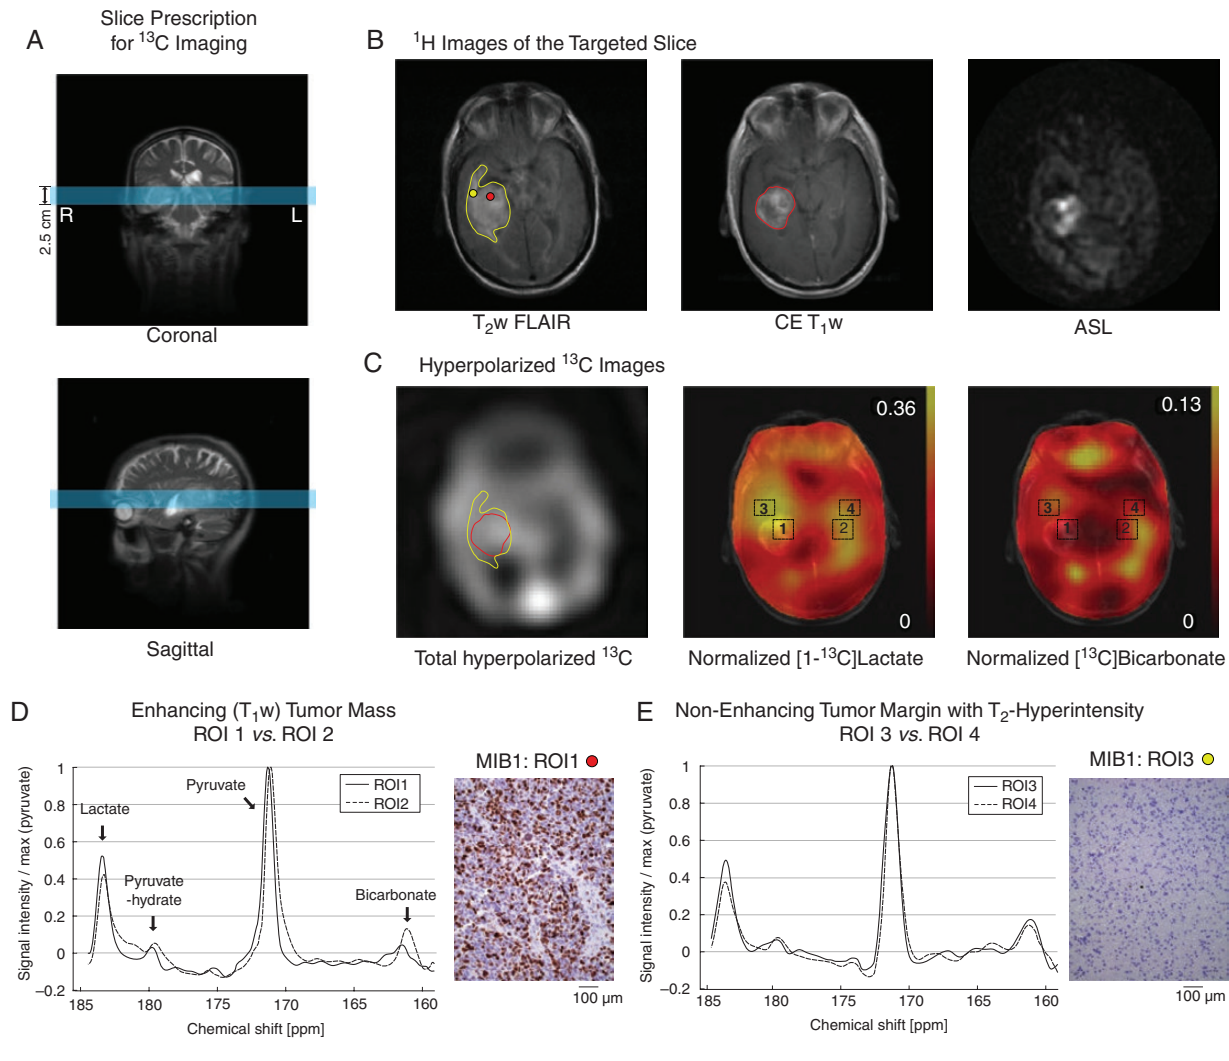 A
Slice Prescription
for ¹³C Imaging
2.5 cm
R
L
Coronal
Sagittal
B
¹H Images of the Targeted Slice
T₂w FLAIR
CE T₁w
ASL
C
Hyperpolarized ¹³C Images
0.36
0.13
3
4
1
2
0
3
4
1
2
0
Total hyperpolarized ¹³C
Normalized [1-¹³C]Lactate
Normalized [¹³C]Bicarbonate
D
Enhancing (T₁w) Tumor Mass
ROI 1 vs. ROI 2
Signal intensity / max (pyruvate)
1
0.8
0.6
0.4
0.2
0
–0.2
Lactate
Pyruvate
-hydrate
Pyruvate
Bicarbonate
ROI1
ROI2
185
180
170
165
160
Chemical shift [ppm]
MIB1: ROI1
100 µm
E
Non-Enhancing Tumor Margin with T₂-Hyperintensity
ROI 3 vs. ROI 4
Signal intensity / max (pyruvate)
1
0.8
0.6
0.4
0.2
0
–0.2
ROI3
ROI4
185
180
175
170
165
160
Chemical shift [ppm]
MIB1: ROI3
100 µm